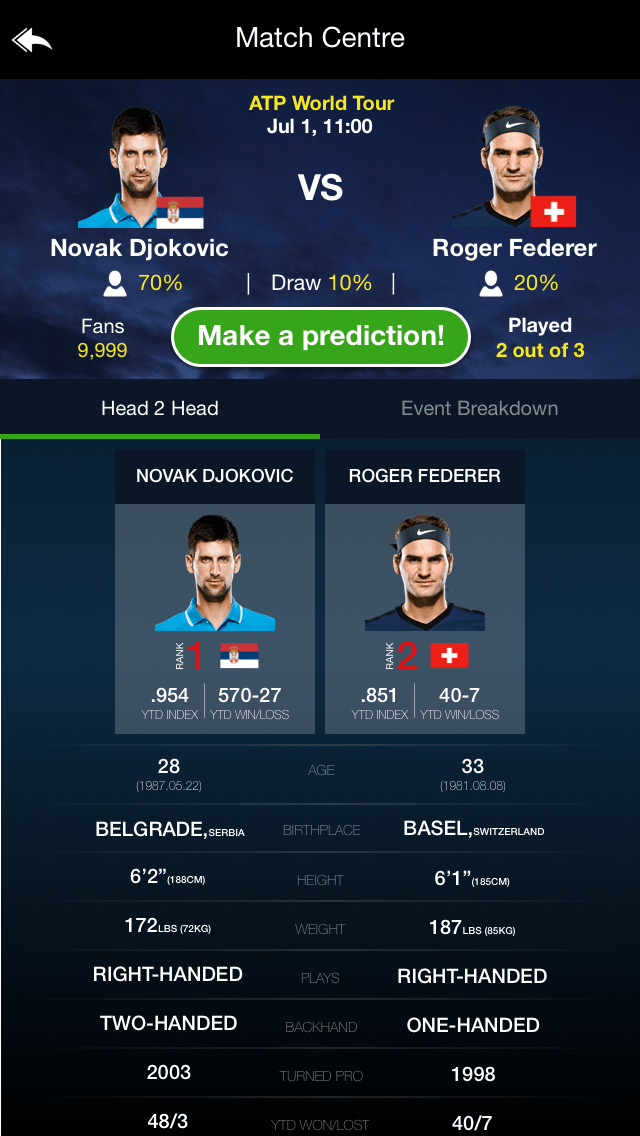 Match Centre
ATP World Tour
Jul 1, 11:00
VS
Novak Djokovic
Roger Federer
70% | Draw 10% | 20%
Fans
9,999
Make a prediction!
Played
2 out of 3
Head 2 Head
Event Breakdown
NOVAK DJOKOVIC
ROGER FEDERER
RANK 1
RANK 2
.954 570-27
YTD INDEX YTD WIN/LOSS
.851 40-7
YTD INDEX YTD WIN/LOSS
28 AGE 33
(1987.05.22) (1981.08.08)
BELGRADE,SERBIA BIRTHPLACE BASEL,SWITZERLAND
6’2”(188CM) HEIGHT 6’1”(185CM)
172LBS (72KG) WEIGHT 187LBS (85KG)
RIGHT-HANDED PLAYS RIGHT-HANDED
TWO-HANDED BACKHAND ONE-HANDED
2003 TURNED PRO 1998
48/3 YTD WON/LOST 40/7